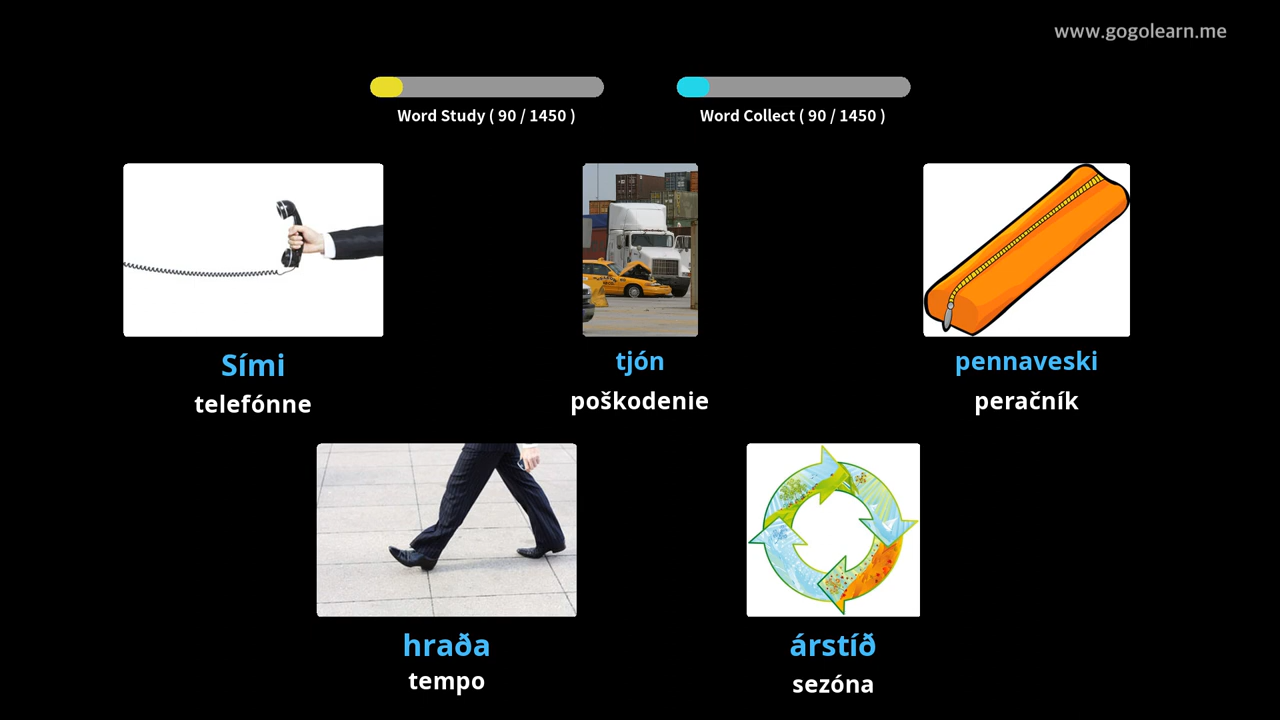 www.gogolearn.me
Word Study ( 90 / 1450 )
Word Collect ( 90 / 1450 )
Sími
telefónne
tjón
poškodenie
pennaveski
peračník
hraða
tempo
árstíð
sezóna